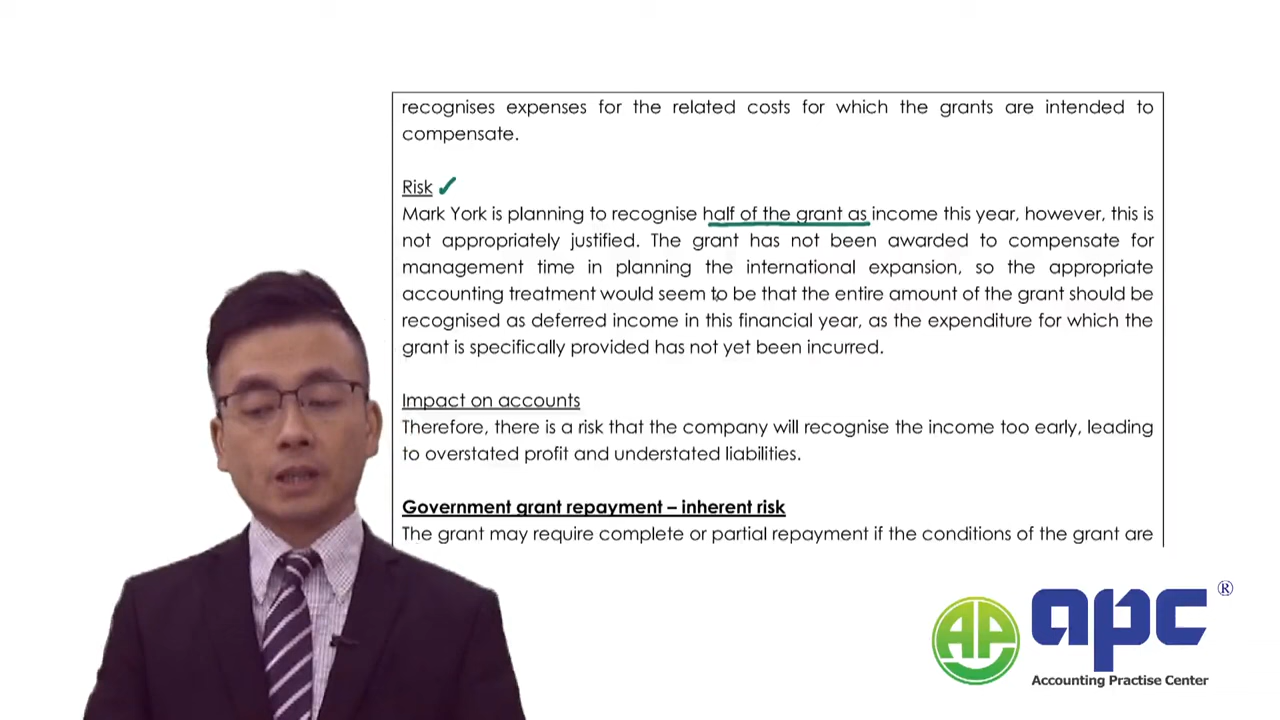 recognises expenses for the related costs for which the grants are intended to
compensate.
Risk ✓
Mark York is planning to recognise half of the grant as income this year, however, this is
not appropriately justified. The grant has not been awarded to compensate for
management time in planning the international expansion, so the appropriate
accounting treatment would seem to be that the entire amount of the grant should be
recognised as deferred income in this financial year, as the expenditure for which the
grant is specifically provided has not yet been incurred.
Impact on accounts
Therefore, there is a risk that the company will recognise the income too early, leading
to overstated profit and understated liabilities.
Government grant repayment – inherent risk
The grant may require complete or partial repayment if the conditions of the grant are
AP apc ®
Accounting Practise Center